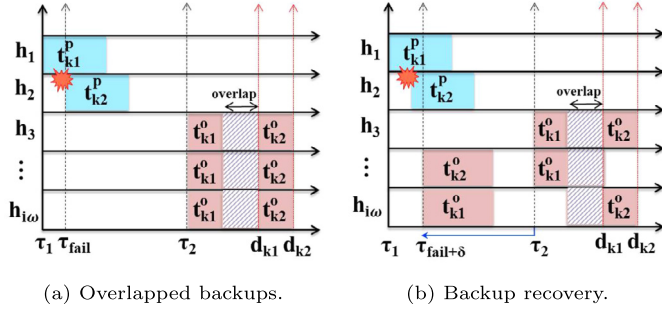 h1
h2
h3
⋮
hiω
t^p_k1
t^p_k2
overlap
t^o_k1 t^o_k2
t^o_k1 t^o_k2
t^o_k1 t^o_k2
τ1 τfail τ2 dk1 dk2
(a) Overlapped backups.
h1
h2
h3
⋮
hiω
t^p_k1
t^p_k2
overlap
t^o_k1 t^o_k2
t^o_k2 t^o_k1
t^o_k1 t^o_k2
τ1 τfail+δ τ2 dk1 dk2
(b) Backup recovery.